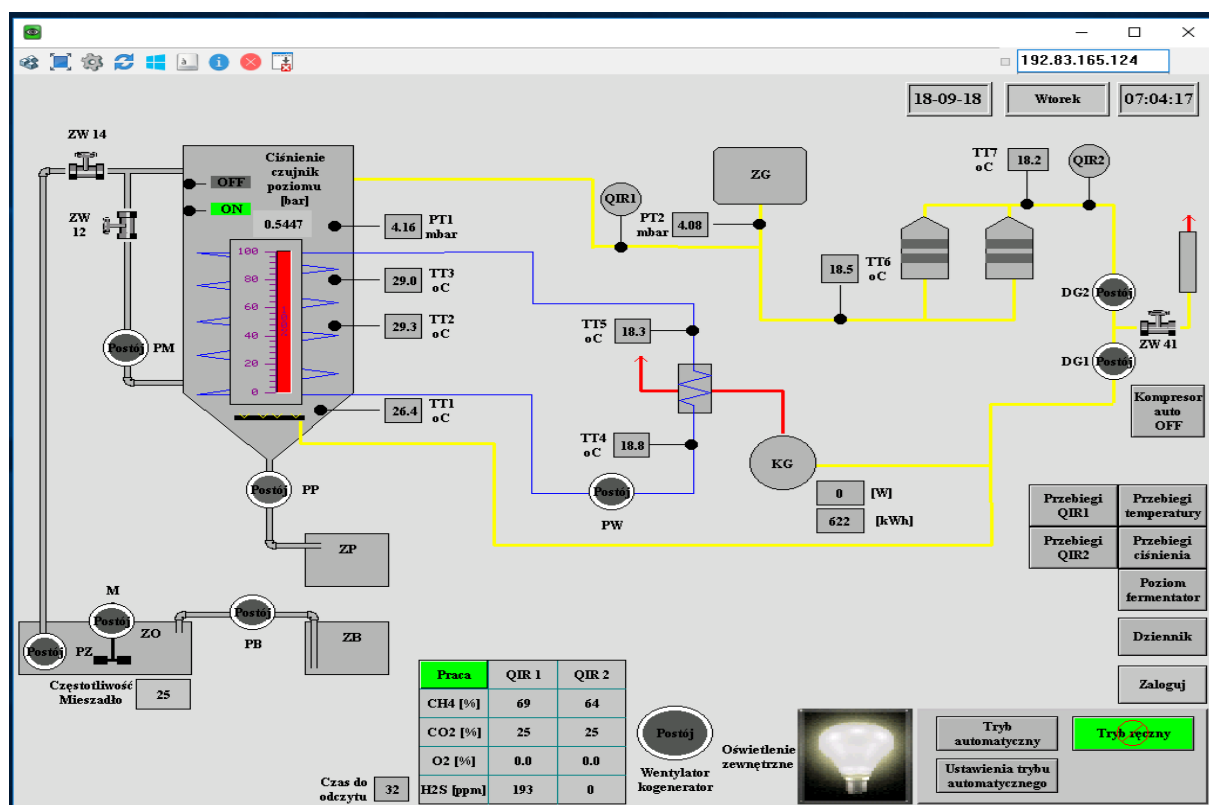 192.83.165.124
18-09-18
Wtorek
07:04:17
ZW 14
ZW
12
OFF
ON
Ciśnienie
czujnik
poziomu
[bar]
0.5447
100
80
60
40
20
0
4.16
PT1
mbar
29.0
TT3
oC
29.3
TT2
oC
26.4
TT1
oC
Postój
PM
QIR1
ZG
PT2
mbar
4.08
TT7
oC
18.2
QIR2
18.5
TT6
oC
DG2
Postój
ZW 41
DG1
Postój
TT5
oC
18.3
TT4
oC
18.8
KG
Postój
PW
0
[W]
622
[kWh]
Kompresor
auto
OFF
Postój
PP
ZP
Przebiegi
QIR1
Przebiegi
temperatury
Przebiegi
QIR2
Przebiegi
ciśnienia
Poziom
fermentator
Dziennik
Zaloguj
M
Postój
ZO
Postój
PZ
Postój
PB
ZB
Częstotliwość
Mieszadło
25
Czas do
odczytu
32
Praca QIR 1 QIR 2
CH4 [%] 69 64
CO2 [%] 25 25
O2 [%] 0.0 0.0
H2S [ppm] 193 0
Postój
Wentylator
kogenerator
Oświetlenie
zewnętrzne
Tryb
automatyczny
Tryb ręczny
Ustawienia trybu
automatycznego